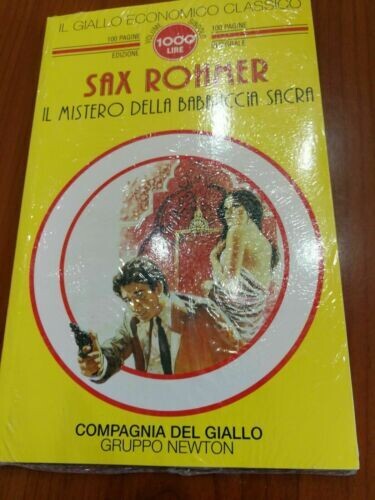 IL GIALLO ECONOMICO CLASSICO
100 PAGINE
1000
LIRE
100 PAGINE
EDIZIONE
INTEGRALE
SAX ROHMER
IL MISTERO DELLA BABBUCCIA SACRA
COMPAGNIA DEL GIALLO
GRUPPO NEWTON